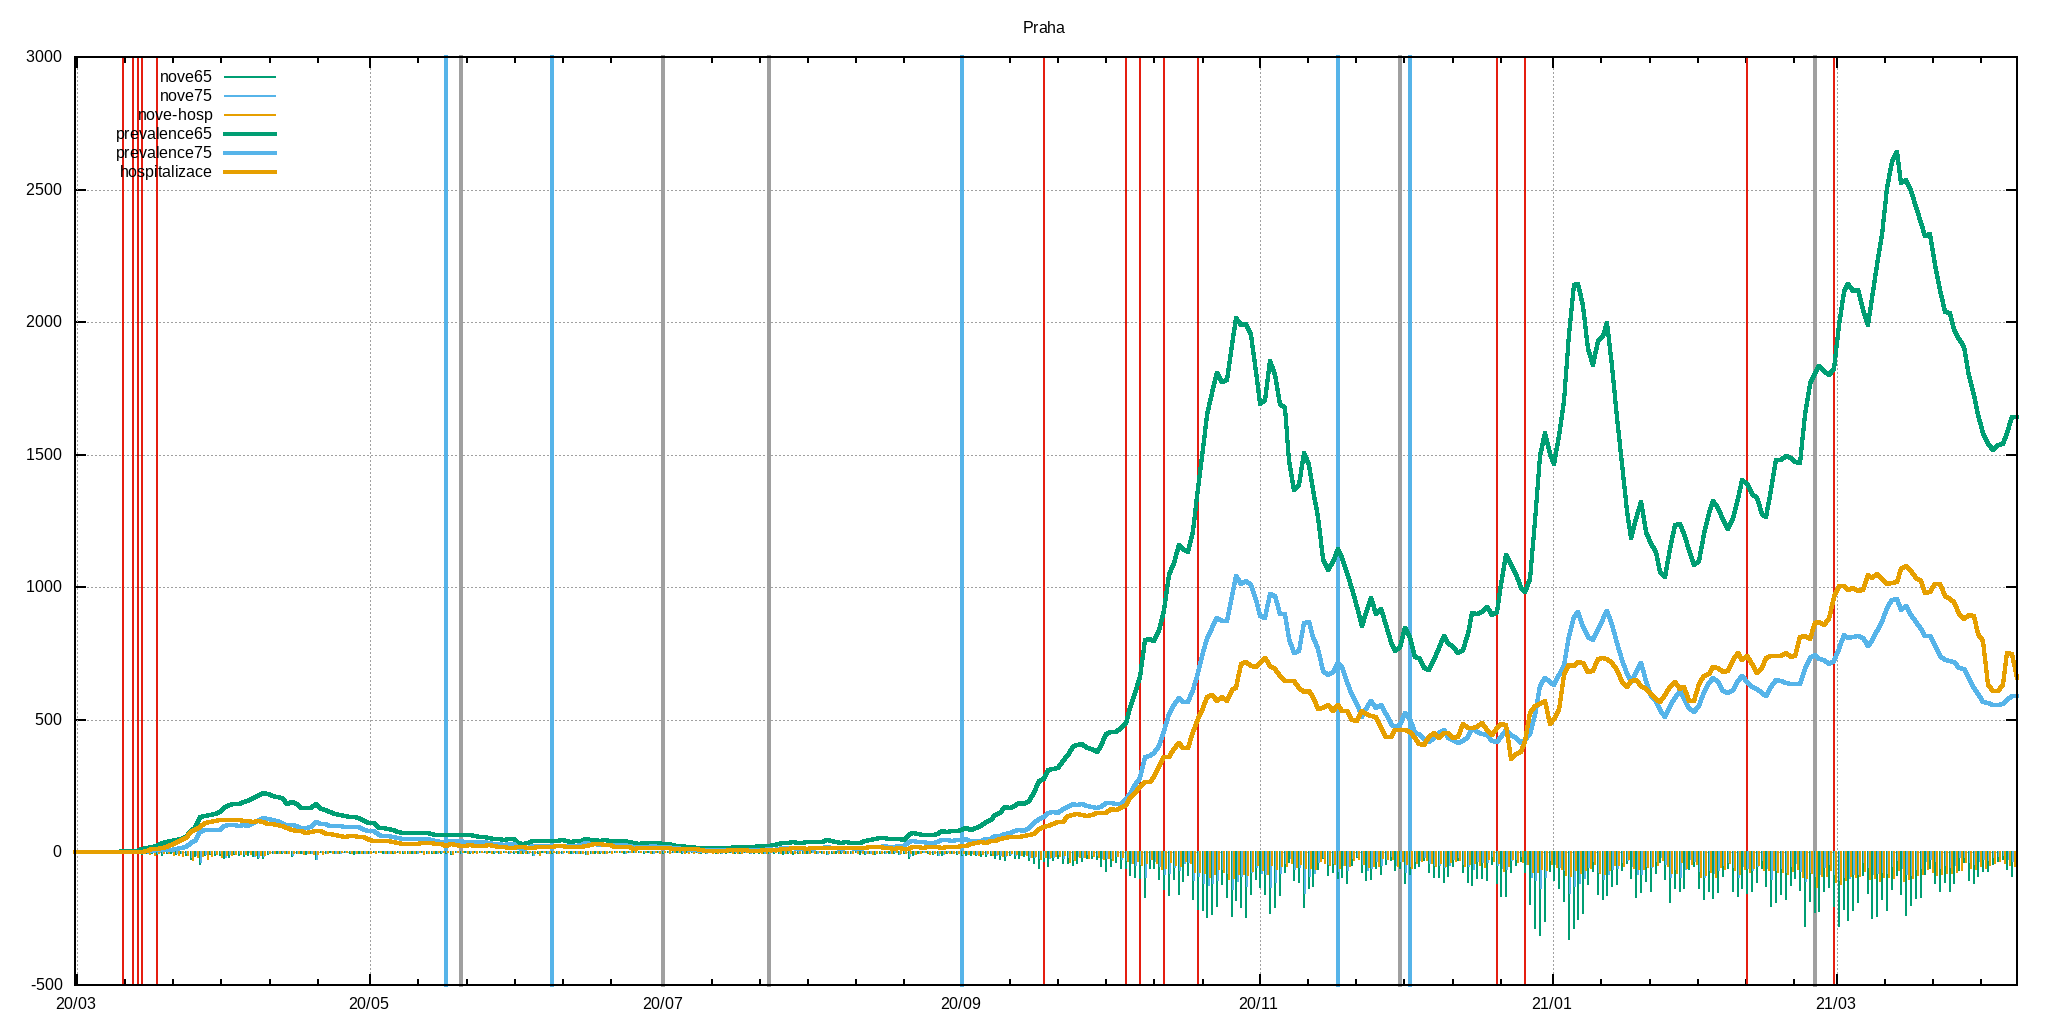 Praha
3000
nove65
nove75
nove-hosp
prevalence65
prevalence75
hospitalizace
2500
2000
1500
1000
500
0
-500
20/03 20/05 20/07 20/09 20/11 21/01 21/03